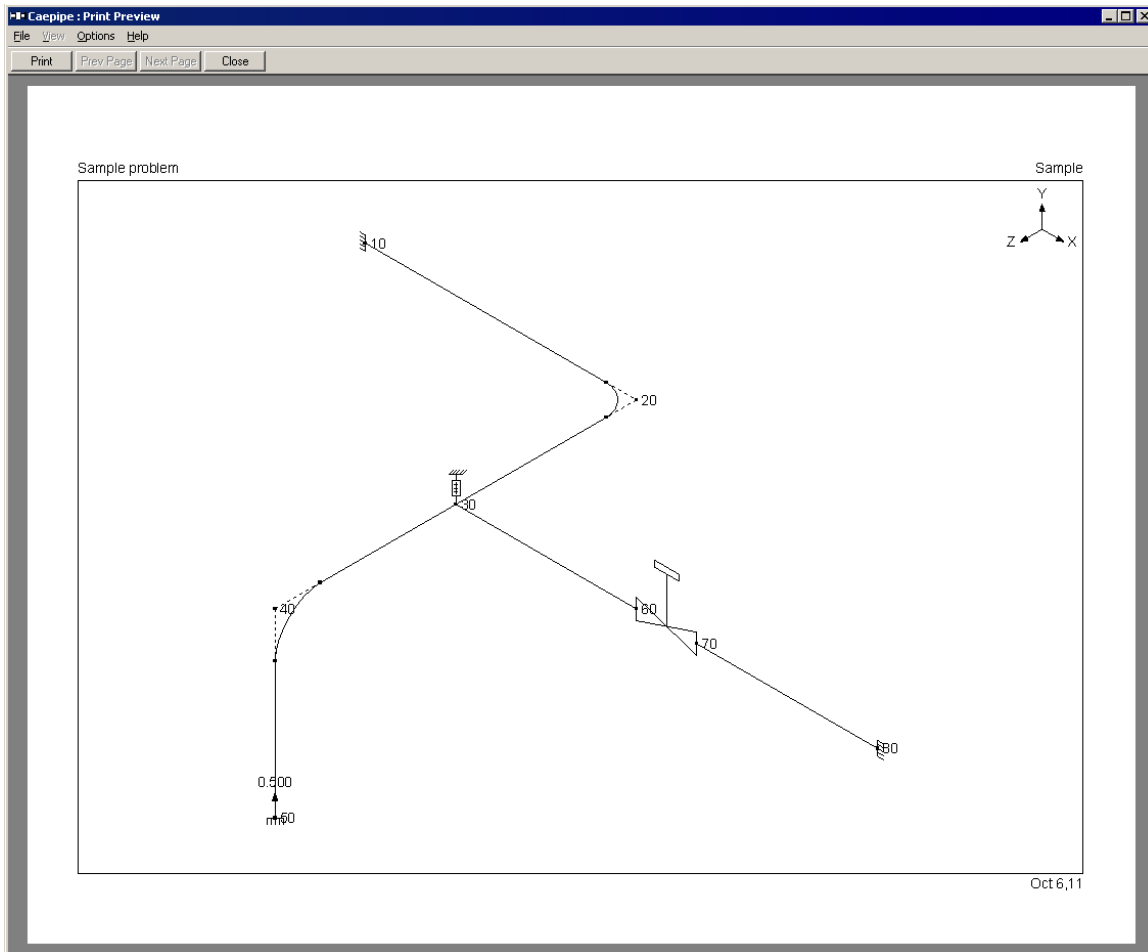 Caepipe : Print Preview
File View Options Help
Print Prev Page Next Page Close
Sample problem Sample
Y
Z X
10
20
30
40
60
70
80
0.500
50
Oct 6,11